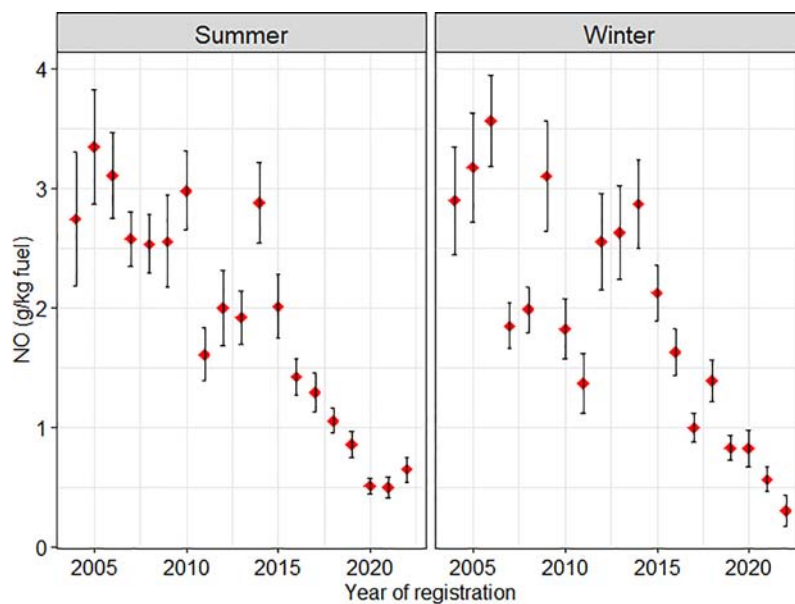 Summer
Winter
NO (g/kg fuel)
4
3
2
1
0
2005 2010 2015 2020
2005 2010 2015 2020
Year of registration